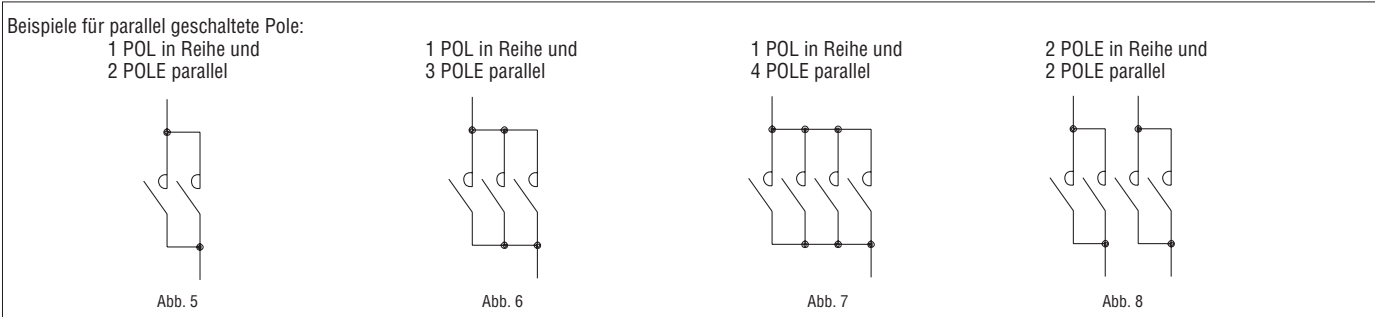 Beispiele für parallel geschaltete Pole:
1 POL in Reihe und
2 POLE parallel
1 POL in Reihe und
3 POLE parallel
1 POL in Reihe und
4 POLE parallel
2 POLE in Reihe und
2 POLE parallel
Abb. 5
Abb. 6
Abb. 7
Abb. 8